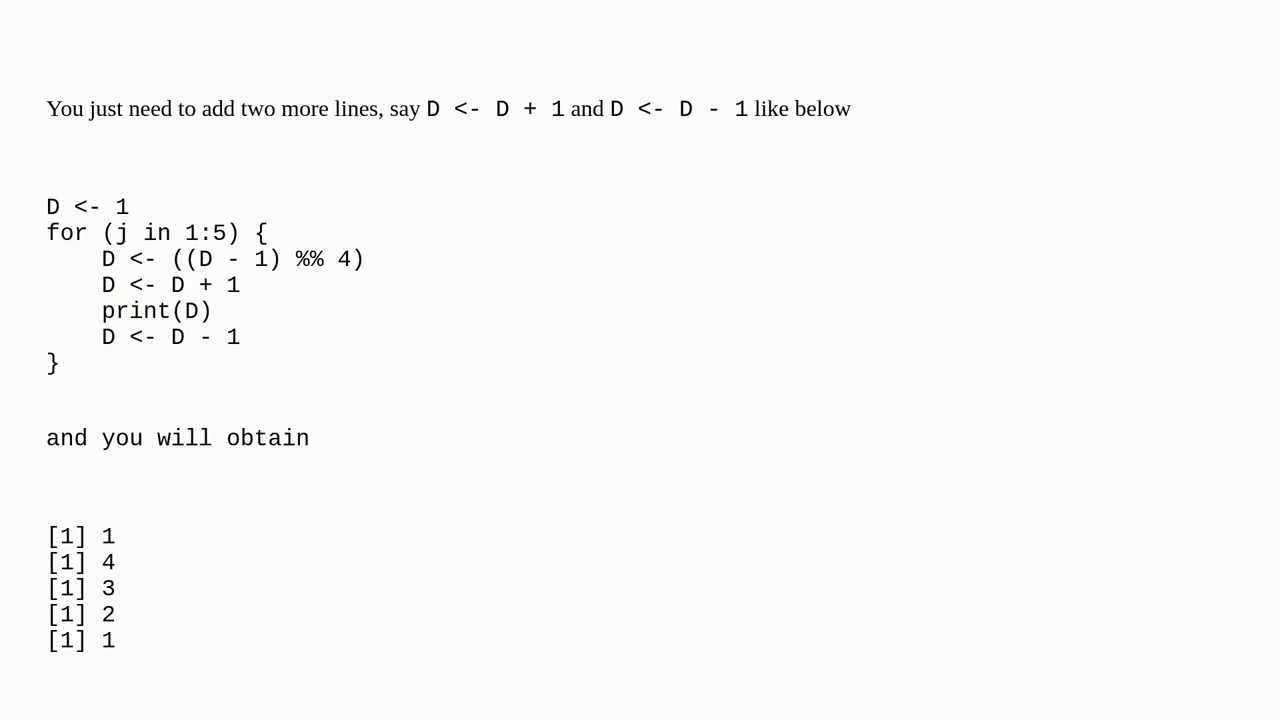 You just need to add two more lines, say D <- D + 1 and D <- D - 1 like below
D <- 1
for (j in 1:5) {
    D <- ((D - 1) %% 4)
    D <- D + 1
    print(D)
    D <- D - 1
}
and you will obtain
[1] 1
[1] 4
[1] 3
[1] 2
[1] 1